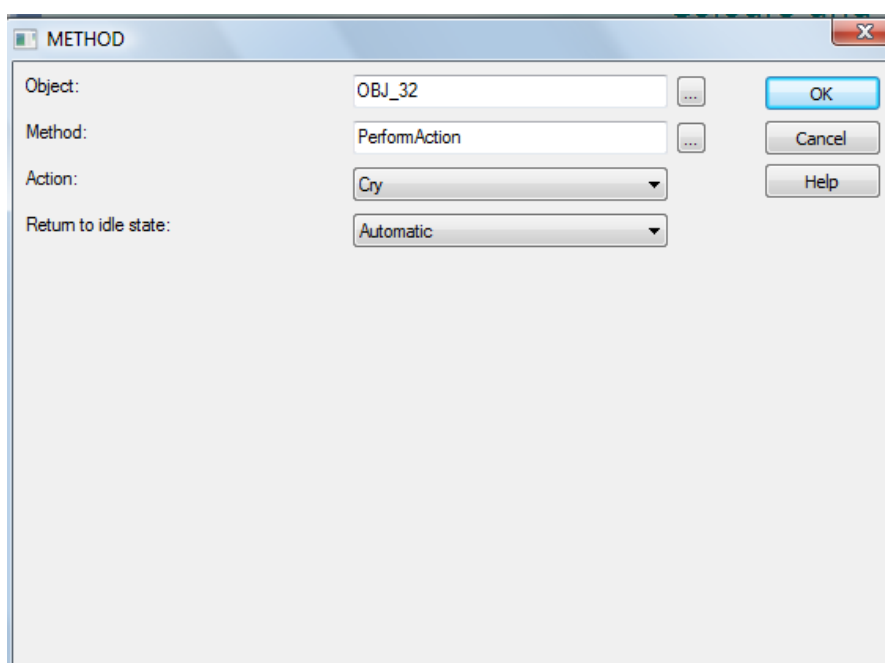 METHOD
Object: OBJ_32 ... OK
Method: PerformAction ... Cancel
Action: Cry Help
Return to idle state: Automatic